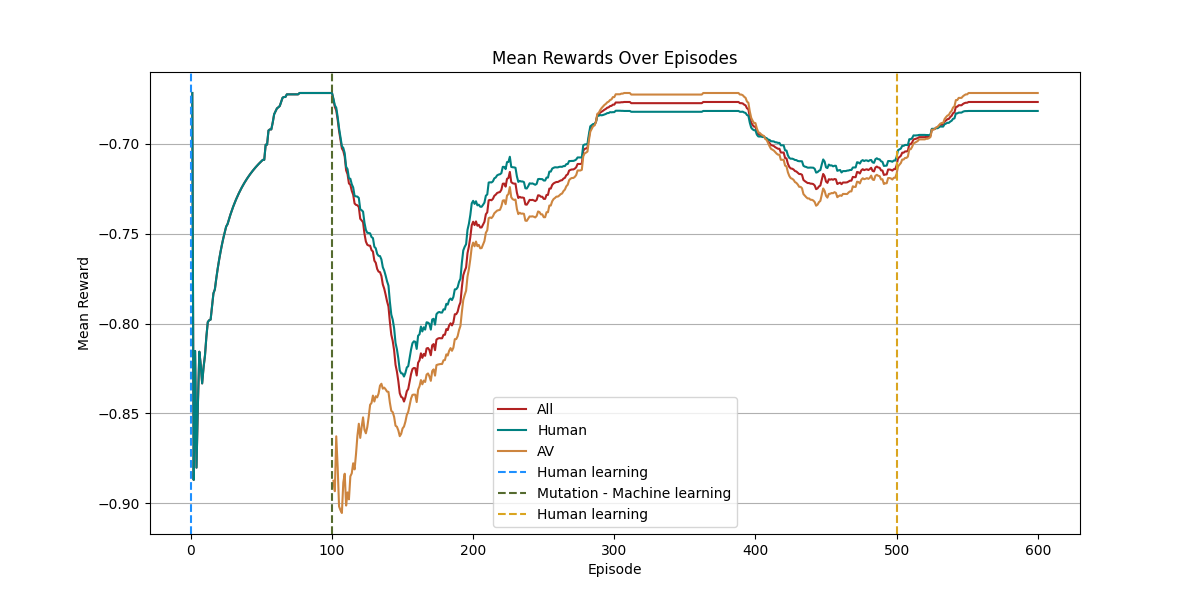 Mean Rewards Over Episodes
Mean Reward
−0.70
−0.75
−0.80
−0.85
−0.90
All
Human
AV
Human learning
Mutation - Machine learning
Human learning
0 100 200 300 400 500 600
Episode